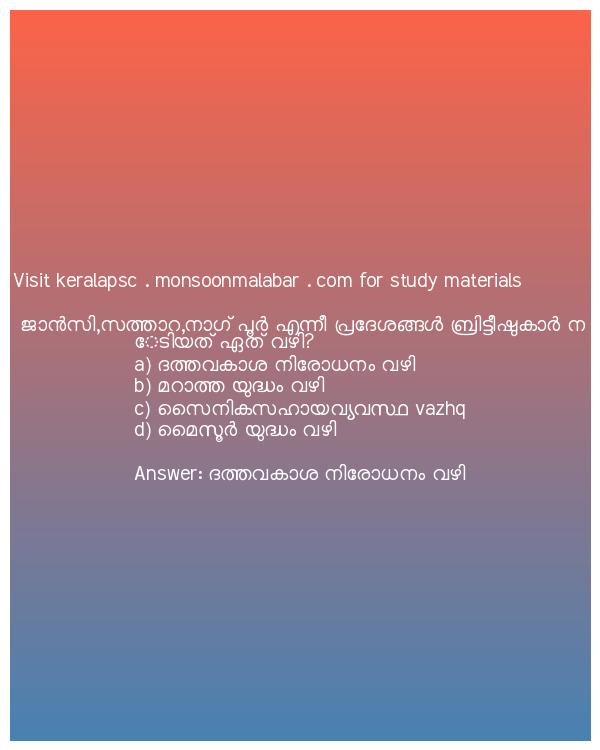 Visit keralapsc . monsoonmalabar . com for study materials
ജാൻസി,സത്താറ,നാഗ് പൂർ എന്നീ പ്രദേശങ്ങൾ ബ്രിട്ടീഷുകാർ ന
േടിയത് ഏത് വഴി?
a) ദത്തവകാശ നിരോധനം വഴി
b) മറാത്ത യുദ്ധം വഴി
c) സൈനികസഹായവ്യവസ്ഥ vazhq
d) മൈസൂർ യുദ്ധം വഴി
Answer: ദത്തവകാശ നിരോധനം വഴി